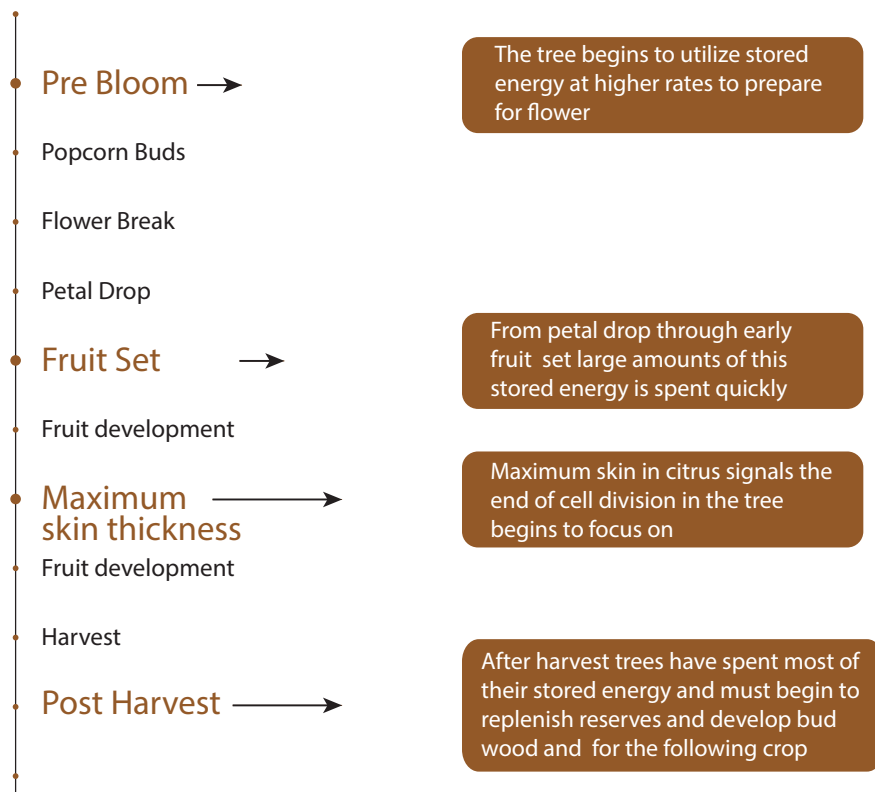 Pre Bloom
The tree begins to utilize stored
energy at higher rates to prepare
for flower
Popcorn Buds
Flower Break
Petal Drop
Fruit Set
From petal drop through early
fruit set large amounts of this
stored energy is spent quickly
Fruit development
Maximum
skin thickness
Maximum skin in citrus signals the
end of cell division in the tree
begins to focus on
Fruit development
Harvest
Post Harvest
After harvest trees have spent most of
their stored energy and must begin to
replenish reserves and develop bud
wood and for the following crop